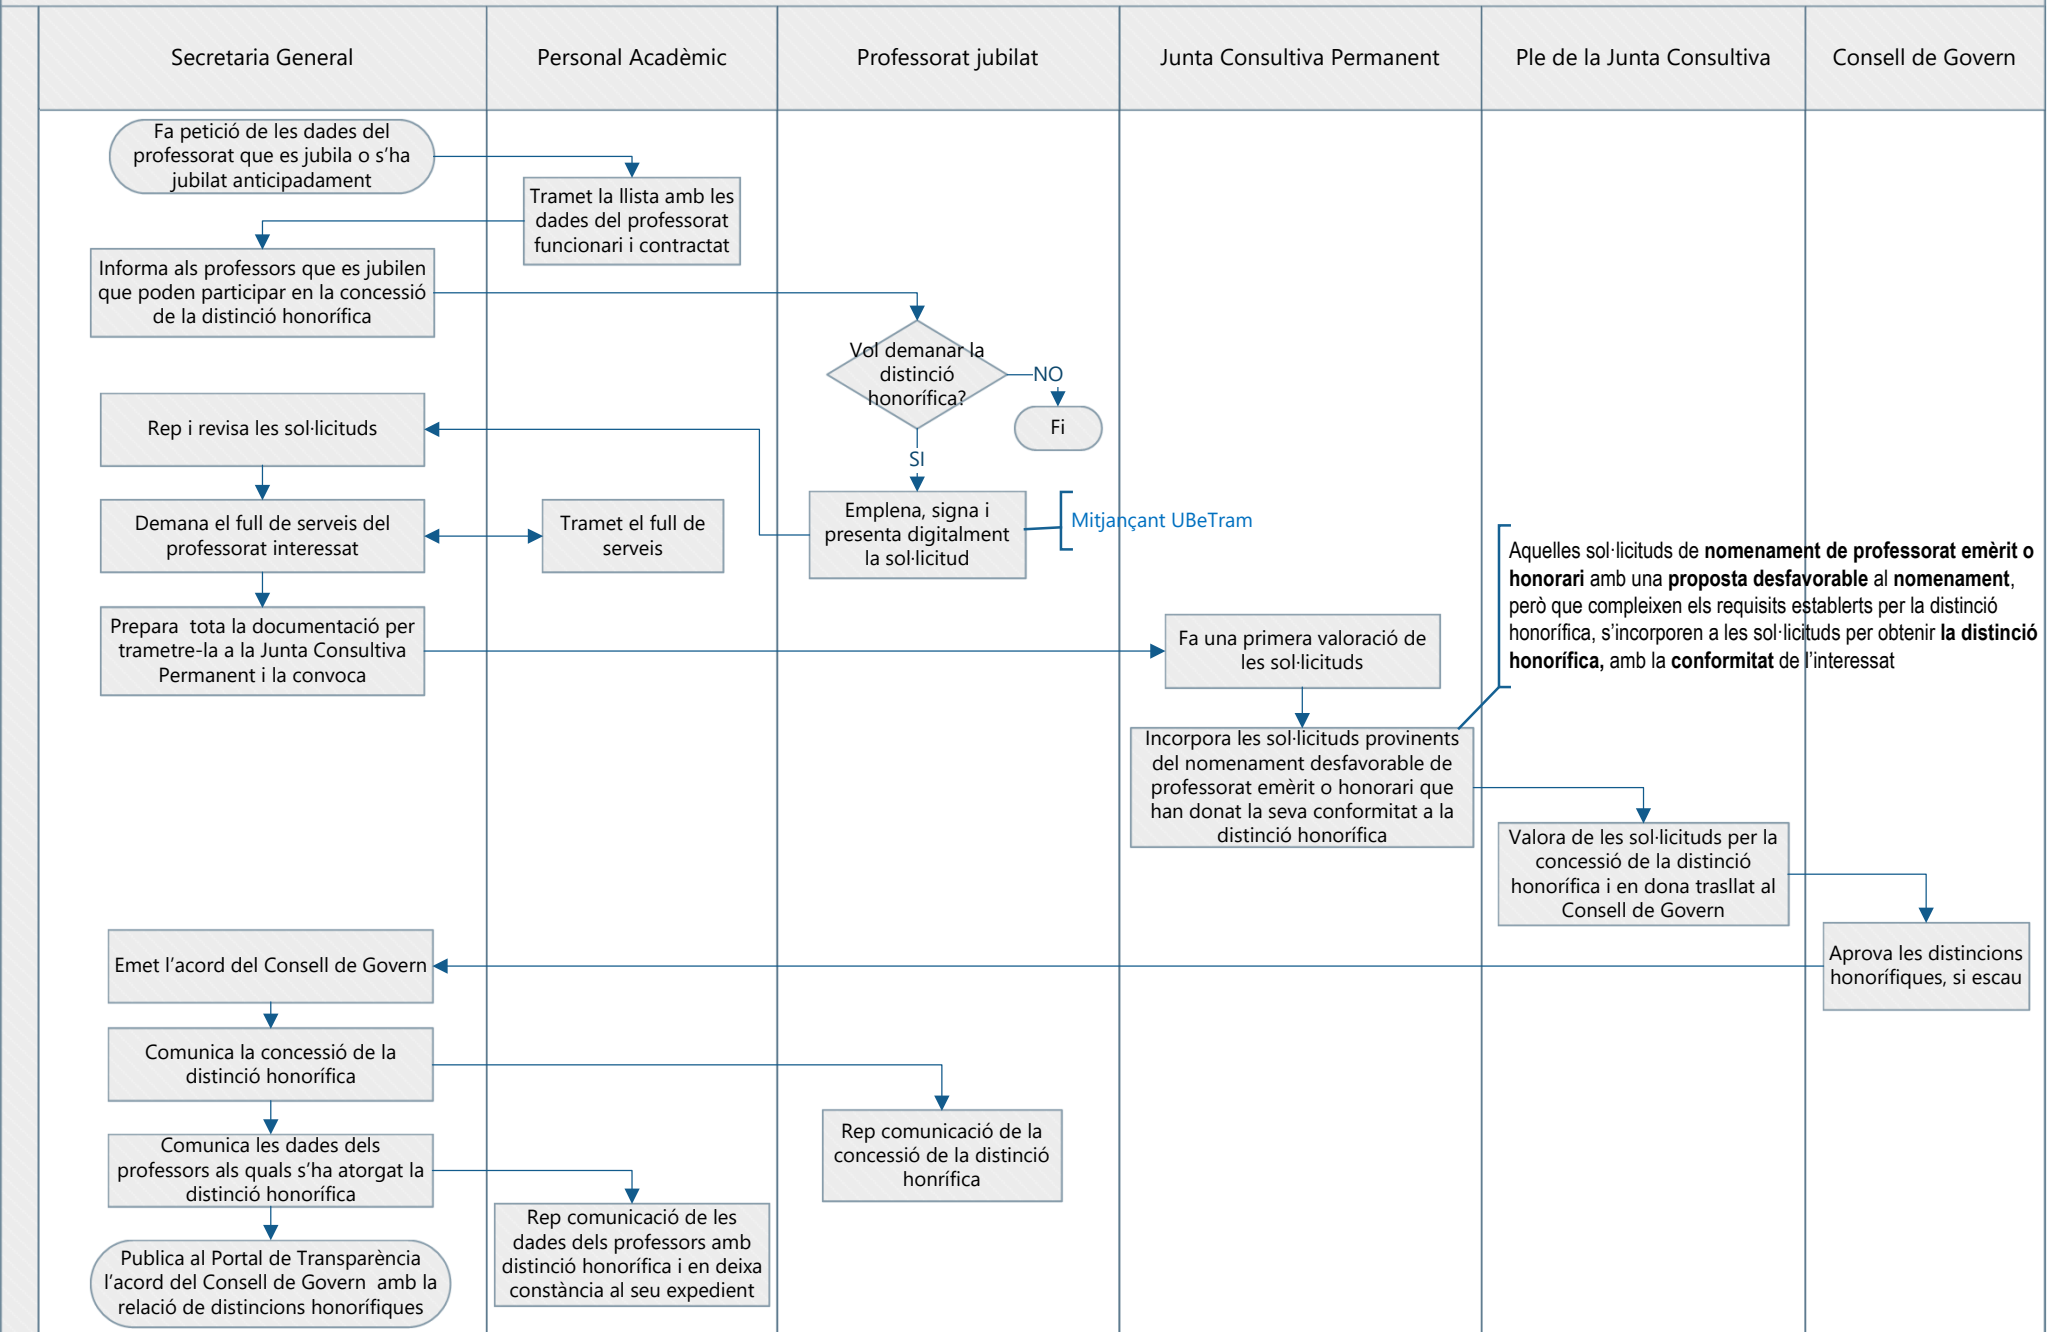 Secretaria General
Personal Acadèmic
Professorat jubilat
Junta Consultiva Permanent
Ple de la Junta Consultiva
Consell de Govern
Fa petició de les dades del
professorat que es jubila o s’ha
jubilat anticipadament
Tramet la llista amb les
dades del professorat
funcionari i contractat
Informa als professors que es jubilen
que poden participar en la concessió
de la distinció honorífica
Vol demanar la
distinció
honorífica?
NO
Fi
SI
Rep i revisa les sol·licituds
Demana el full de serveis del
professorat interessat
Tramet el full de
serveis
Emplena, signa i
presenta digitalment
la sol·licitud
Mitjançant UBeTram
Aquelles sol·licituds de nomenament de professorat emèrit o
honorari amb una proposta desfavorable al nomenament,
però que compleixen els requisits establerts per la distinció
honorífica, s’incorporen a les sol·licituds per obtenir la distinció
honorífica, amb la conformitat de l’interessat
Prepara  tota la documentació per
trametre-la a la Junta Consultiva
Permanent i la convoca
Fa una primera valoració de
les sol·licituds
Incorpora les sol·licituds provinents
del nomenament desfavorable de
professorat emèrit o honorari que
han donat la seva conformitat a la
distinció honorífica
Valora de les sol·licituds per la
concessió de la distinció
honorífica i en dona trasllat al
Consell de Govern
Aprova les distincions
honorífiques, si escau
Emet l’acord del Consell de Govern
Comunica la concessió de la
distinció honorífica
Rep comunicació de la
concessió de la distinció
honrífica
Comunica les dades dels
professors als quals s’ha atorgat la
distinció honorífica
Rep comunicació de les
dades dels professors amb
distinció honorífica i en deixa
constància al seu expedient
Publica al Portal de Transparència
l’acord del Consell de Govern  amb la
relació de distincions honorífiques